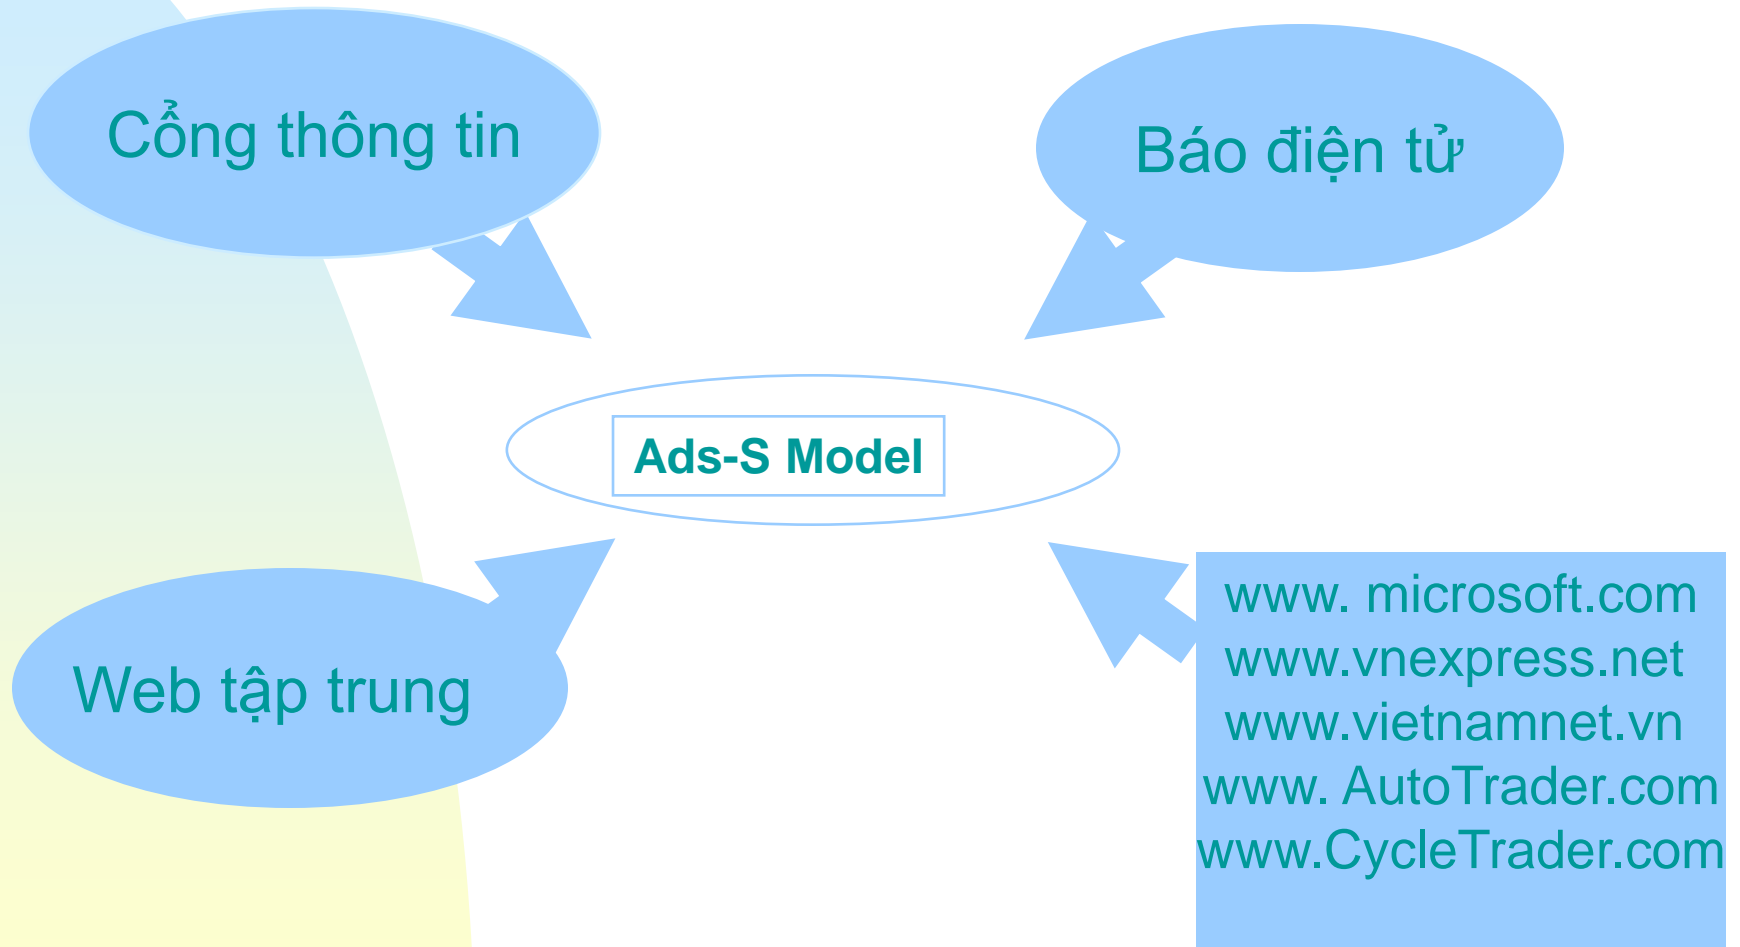 Cổng thông tin
Báo điện tử
Ads-S Model
Web tập trung
www. microsoft.com
www.vnexpress.net
www.vietnamnet.vn
www. AutoTrader.com
www.CycleTrader.com